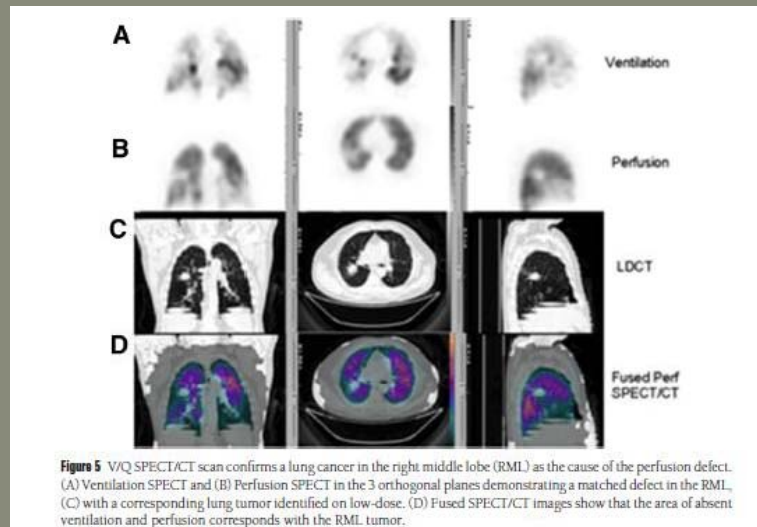 A
Ventilation
B
Perfusion
C
LDCT
D
Fused Perf
SPECT/CT
Figure 5 V/Q SPECT/CT scan confirms a lung cancer in the right middle lobe (RML) as the cause of the perfusion defect.
(A) Ventilation SPECT and (B) Perfusion SPECT in the 3 orthogonal planes demonstrating a matched defect in the RML,
(C) with a corresponding lung tumor identified on low-dose. (D) Fused SPECT/CT images show that the area of absent
ventilation and perfusion corresponds with the RML tumor.